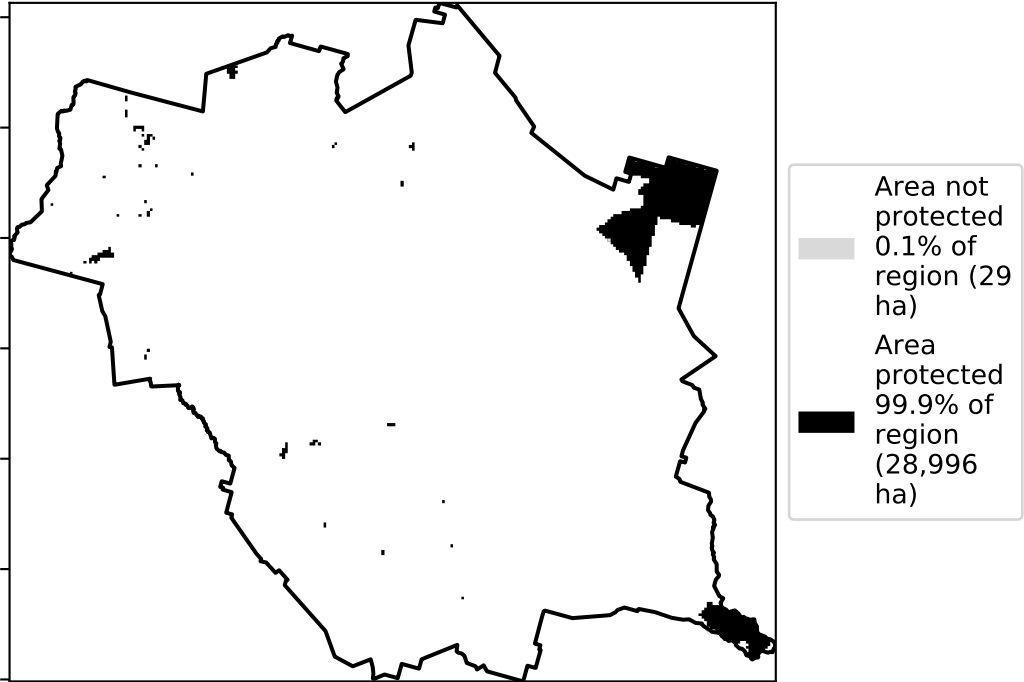 Area not
protected
0.1% of
region (29
ha)
Area
protected
99.9% of
region
(28,996
ha)